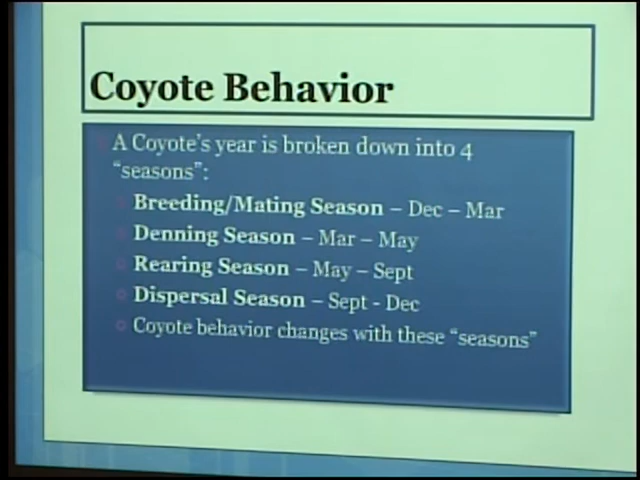 Coyote Behavior
A Coyote's year is broken down into 4
"seasons":
Breeding/Mating Season – Dec – Mar
Denning Season – Mar – May
Rearing Season – May – Sept
Dispersal Season – Sept - Dec
Coyote behavior changes with these "seasons"